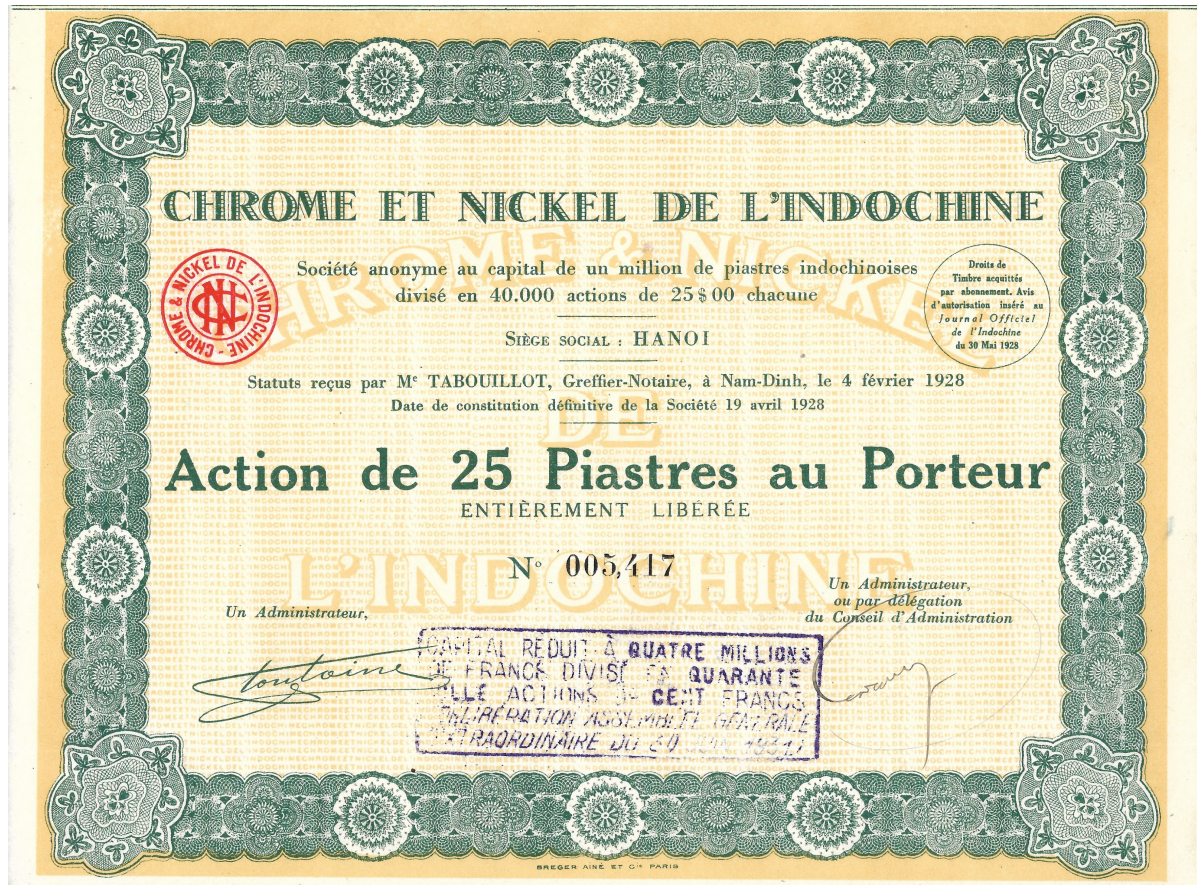 CHROME ET NICKEL DE L'INDOCHINE
CHROME & NICKEL DE L'INDOCHINE
CNI
Société anonyme au capital de un million de piastres indochinoises
divisé en 40.000 actions de 25$00 chacune
Droits de
Timbre acquittés
par abonnement. Avis
d'autorisation inséré au
Journal Officiel
de l'Indochine
du 30 Mai 1928
SIÈGE SOCIAL : HANOI
Statuts reçus par Me TABOUILLOT, Greffier-Notaire, à Nam-Dinh, le 4 février 1928
Date de constitution définitive de la Société 19 avril 1928
CHROME & NICKEL
DE
L'INDOCHINE
Action de 25 Piastres au Porteur
ENTIÈREMENT LIBÉRÉE
No 005,417
Un Administrateur,
Un Administrateur,
ou par délégation
du Conseil d'Administration
CAPITAL REDUIT À QUATRE MILLIONS
DE FRANCS DIVISÉ EN QUARANTE
MILLE ACTIONS DE CENT FRANCS
DELIBÉRATION ASSEMBLÉE GENERALE
EXTRAORDINAIRE DU
BREGER AINÉ ET Cie PARIS